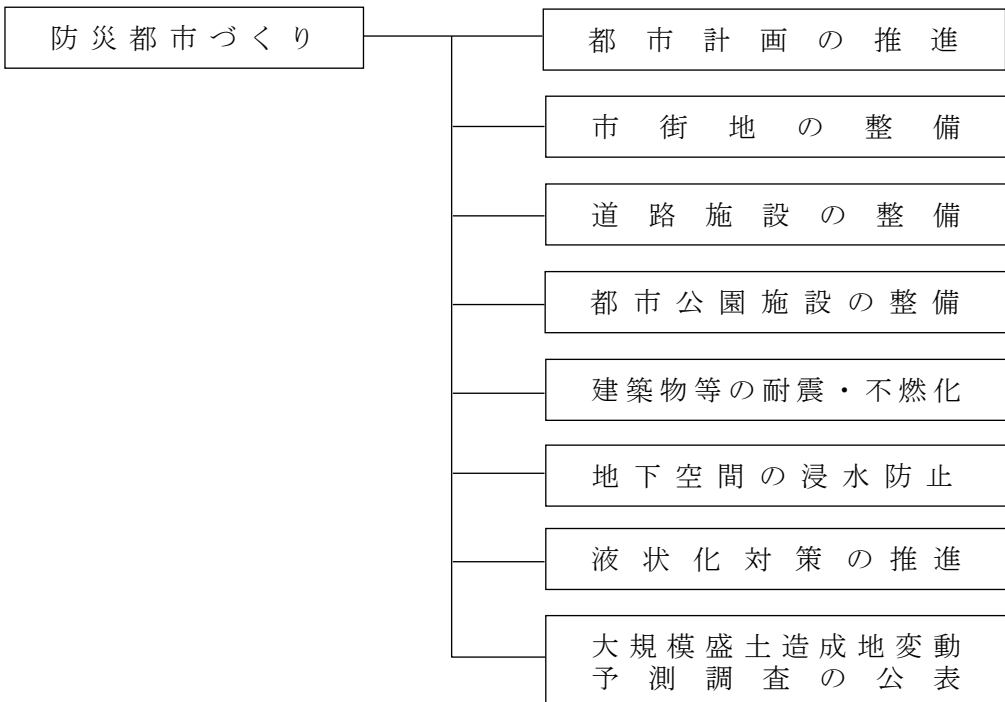 防災都市づくり
都市計画の推進
市街地の整備
道路施設の整備
都市公園施設の整備
建築物等の耐震・不燃化
地下空間の浸水防止
液状化対策の推進
大規模盛土造成地変動
予測調査の公表